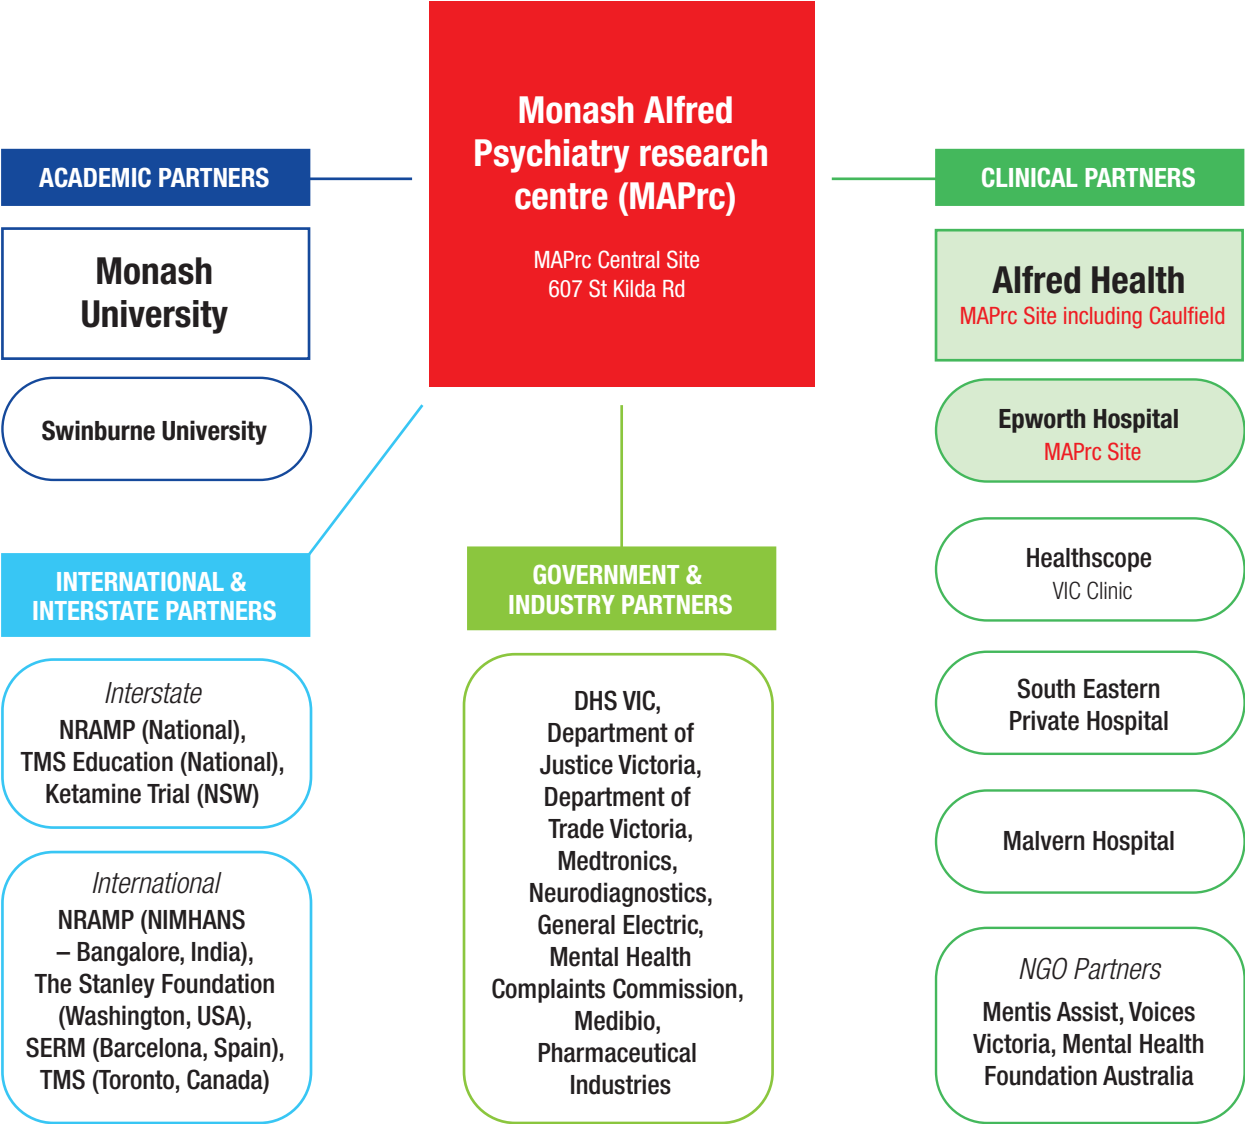 Monash Alfred
Psychiatry research
centre (MAPrc)
MAPrc Central Site
607 St Kilda Rd
ACADEMIC PARTNERS
Monash
University
Swinburne University
INTERNATIONAL &
INTERSTATE PARTNERS
Interstate
NRAMP (National),
TMS Education (National),
Ketamine Trial (NSW)
International
NRAMP (NIMHANS
– Bangalore, India),
The Stanley Foundation
(Washington, USA),
SERM (Barcelona, Spain),
TMS (Toronto, Canada)
GOVERNMENT &
INDUSTRY PARTNERS
DHS VIC,
Department of
Justice Victoria,
Department of
Trade Victoria,
Medtronics,
Neurodiagnostics,
General Electric,
Mental Health
Complaints Commission,
Medibio,
Pharmaceutical
Industries
CLINICAL PARTNERS
Alfred Health
MAPrc Site including Caulfield
Epworth Hospital
MAPrc Site
Healthscope
VIC Clinic
South Eastern
Private Hospital
Malvern Hospital
NGO Partners
Mentis Assist, Voices
Victoria, Mental Health
Foundation Australia